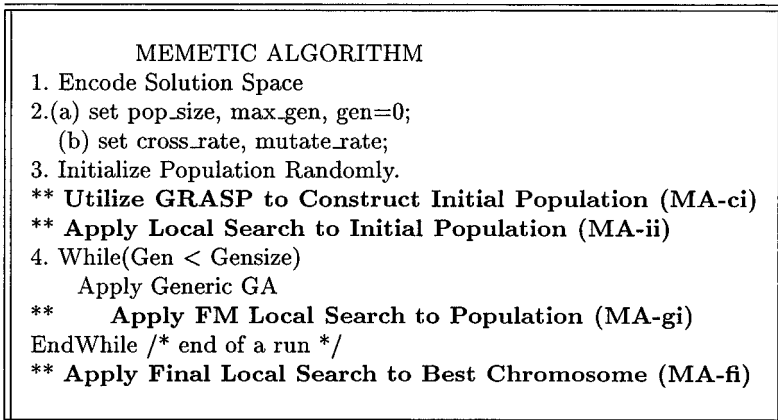 MEMETIC ALGORITHM
1. Encode Solution Space
2.(a) set pop_size, max_gen, gen=0;
(b) set cross_rate, mutate_rate;
3. Initialize Population Randomly.
** Utilize GRASP to Construct Initial Population (MA-ci)
** Apply Local Search to Initial Population (MA-ii)
4. While(Gen < Gensize)
Apply Generic GA
** Apply FM Local Search to Population (MA-gi)
EndWhile /* end of a run */
** Apply Final Local Search to Best Chromosome (MA-fi)